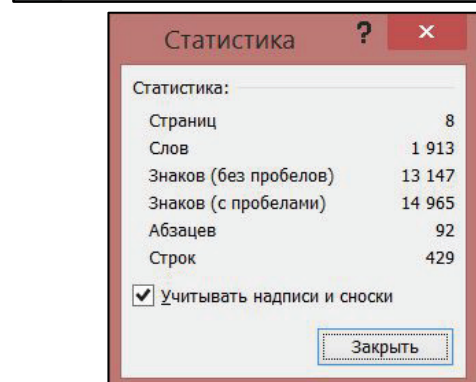 Статистика ? ×
Статистика:
Страниц 8
Слов 1 913
Знаков (без пробелов) 13 147
Знаков (с пробелами) 14 965
Абзацев 92
Строк 429
Учитывать надписи и сноски
Закрыть